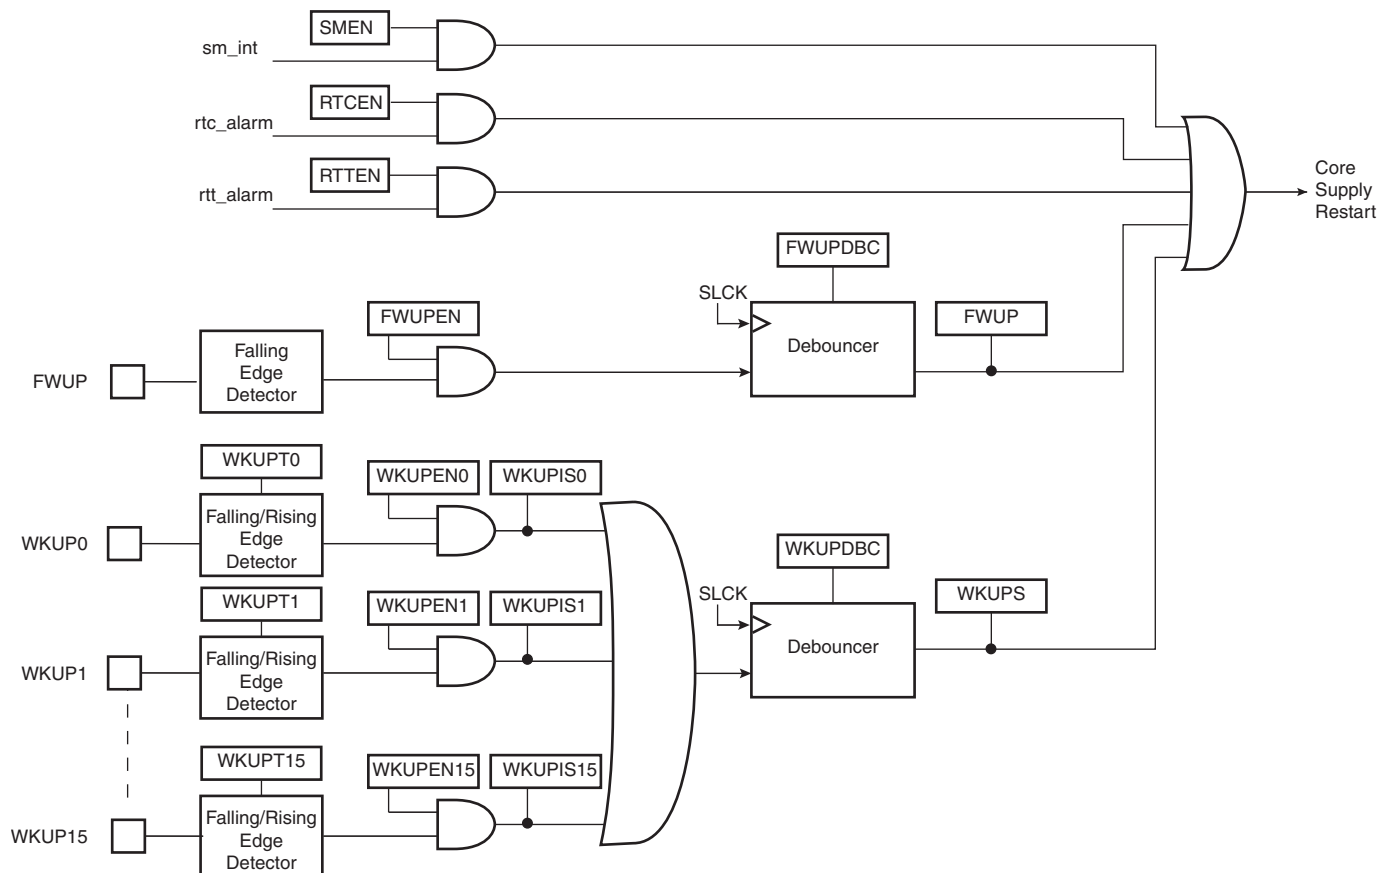 SMEN
sm_int
RTCEN
rtc_alarm
RTTEN
rtt_alarm
Core
Supply
Restart
FWUPDBC
SLCK
FWUPEN
FWUP
Falling
Edge
Detector
Debouncer
FWUP
WKUPT0
WKUPEN0
WKUPIS0
Falling/Rising
Edge
Detector
WKUP0
WKUPDBC
SLCK
WKUPT1
WKUPEN1
WKUPIS1
WKUPS
Falling/Rising
Edge
Detector
Debouncer
WKUP1
WKUPT15
WKUPEN15
WKUPIS15
Falling/Rising
Edge
Detector
WKUP15